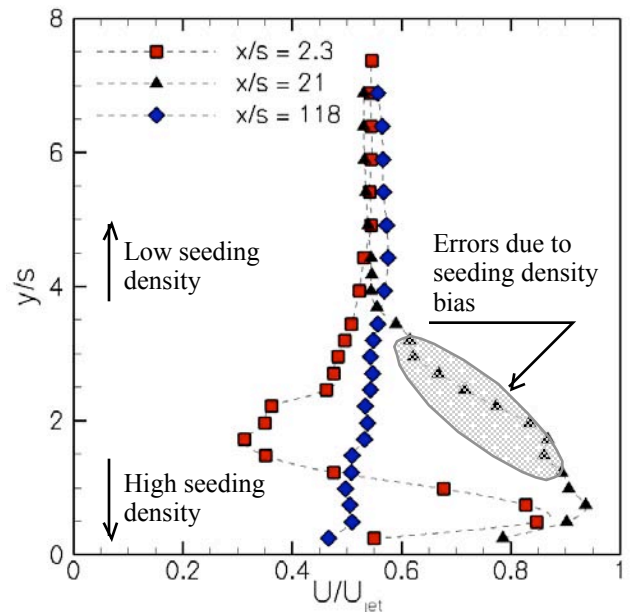 8
6
4
2
0
y/s
x/s = 2.3
x/s = 21
x/s = 118
Low seeding
density
Errors due to
seeding density
bias
High seeding
density
0
0.2
0.4
0.6
0.8
1
U/U_jet